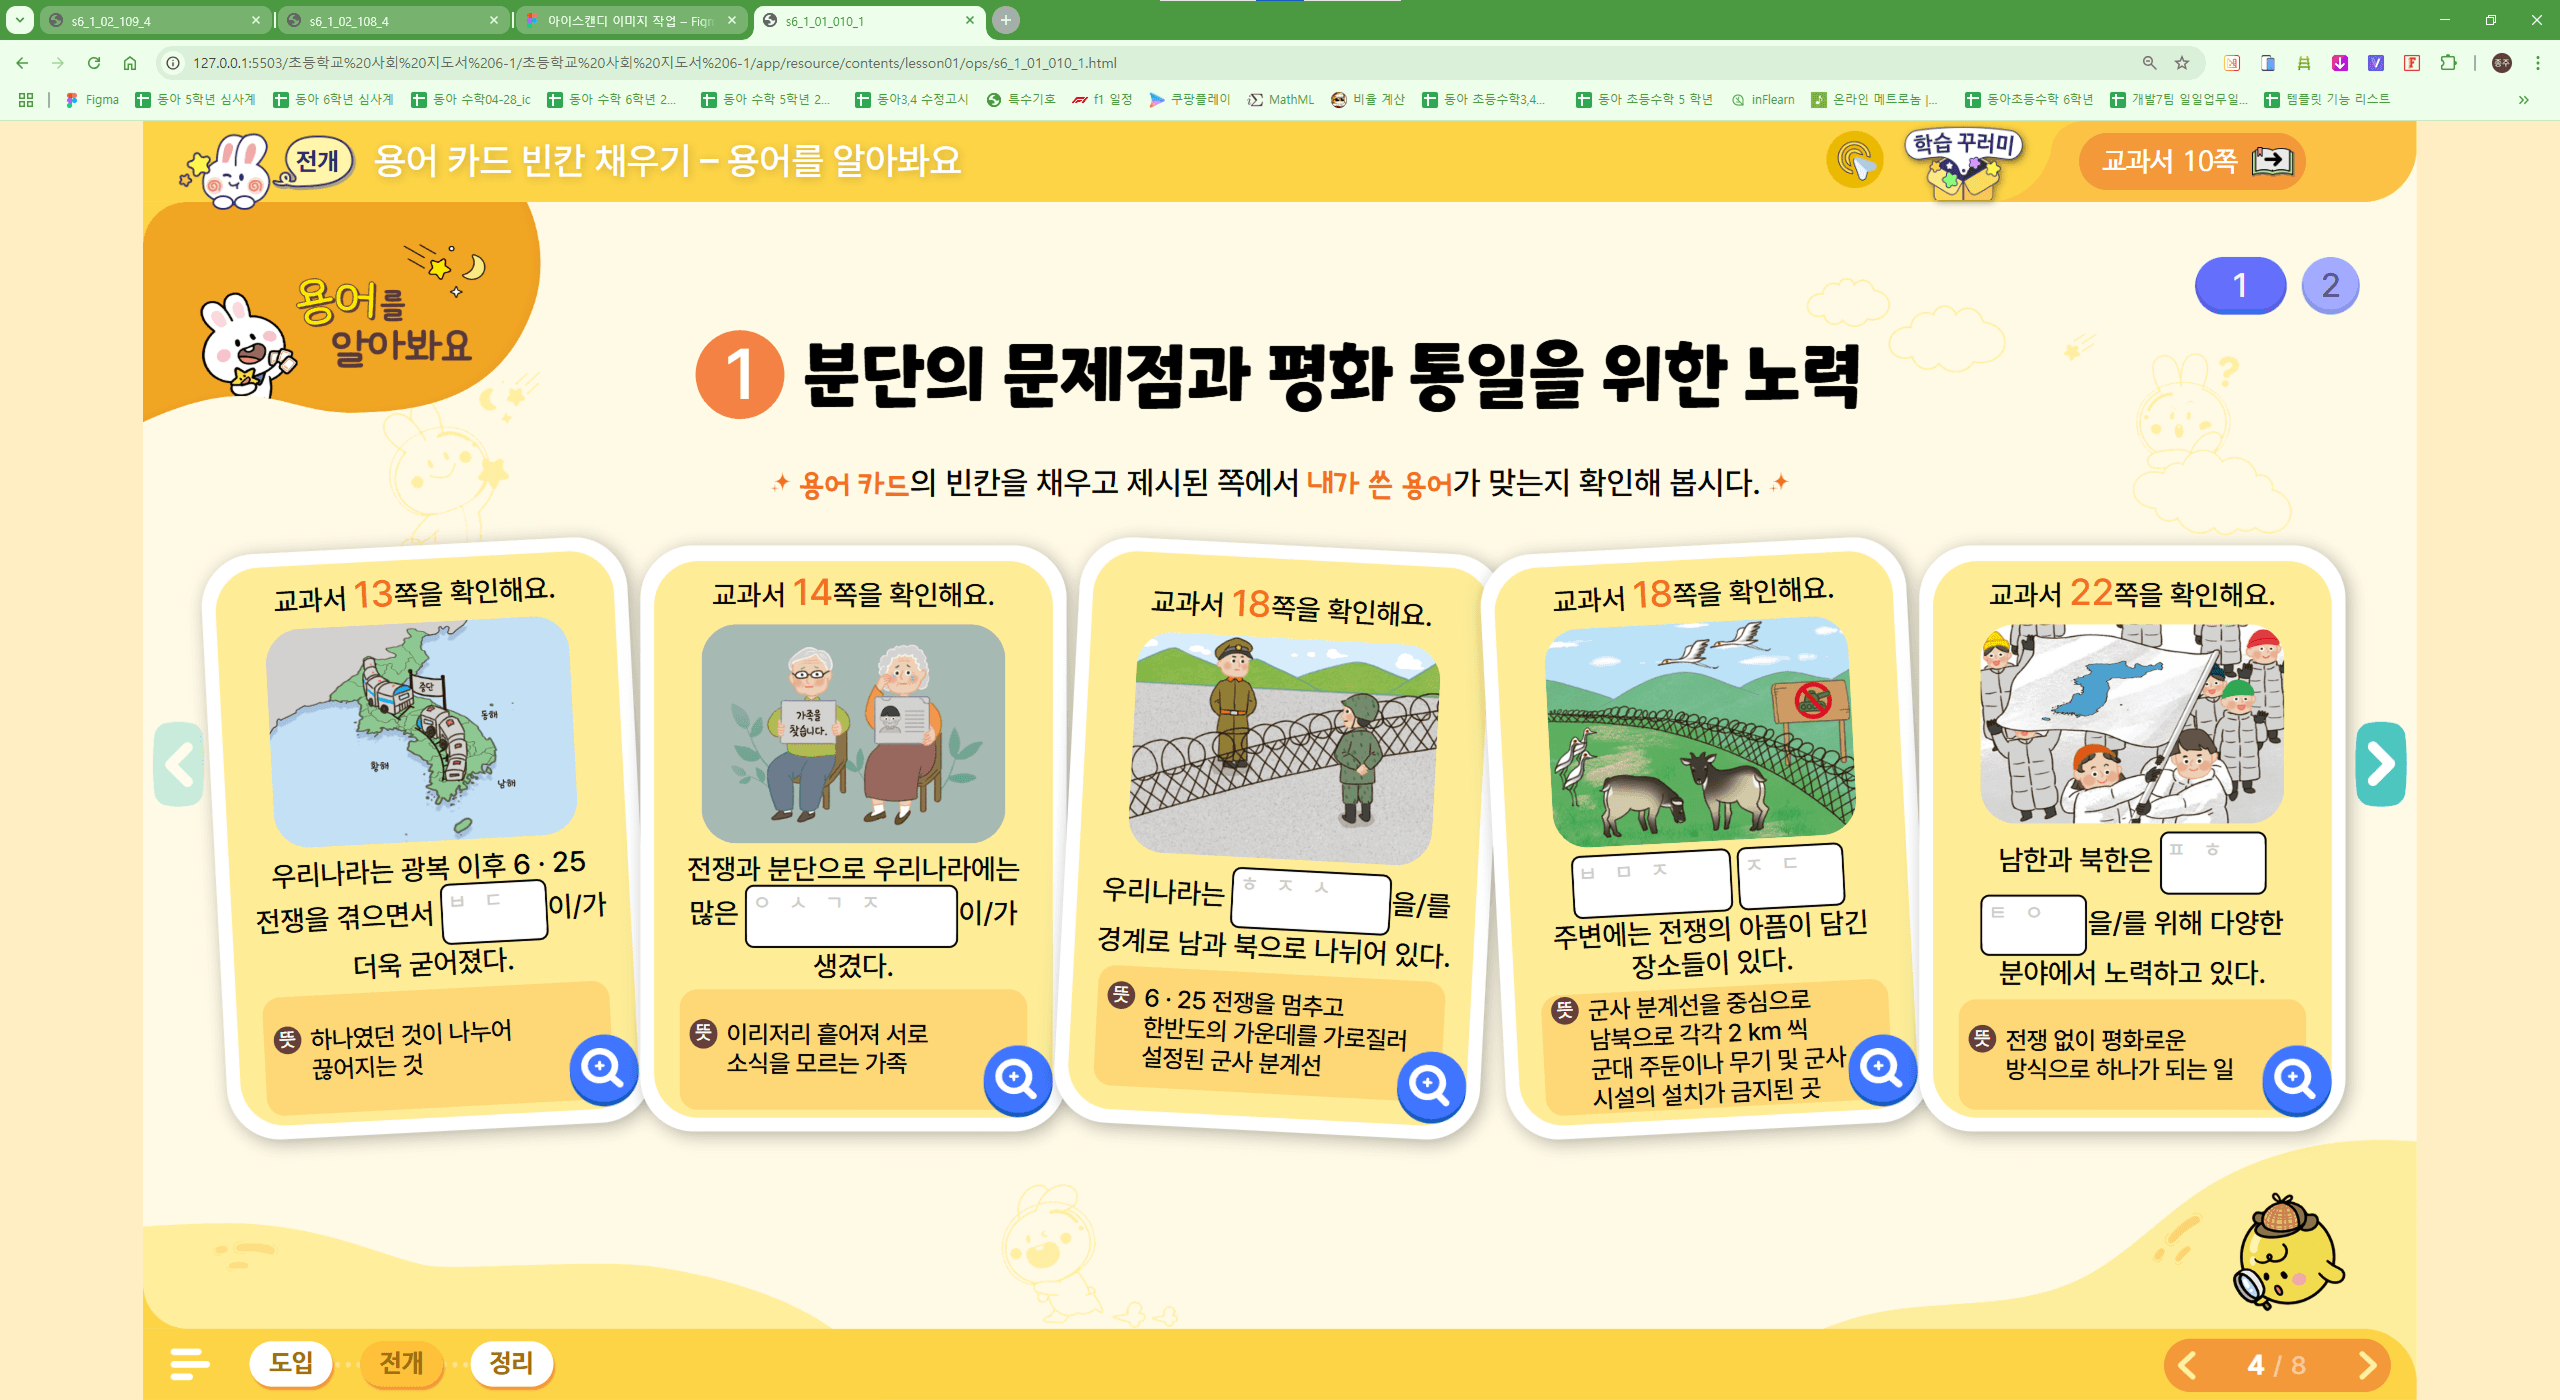 s6_1_02_109_4
s6_1_02_108_4
아이스캔디 이미지 작업 – Figm
s6_1_01_010_1
127.0.0.1:5503/초등학교%20사회%20지도서%206-1/초등학교%20사회%20지도서%206-1/app/resource/contents/lesson01/ops/s6_1_01_010_1.html
Figma
동아 5학년 심사계
동아 6학년 심사계
동아 수학04-28_ic
동아 수학 6학년 2...
동아 수학 5학년 2...
동아3,4 수정고시
특수기호
f1 일정
쿠팡플레이
MathML
비율 계산
동아 초등수학3,4...
동아 초등수학 5 학년
inFlearn
온라인 메트로놈 |...
동아초등수학 6학년
개발7팀 일일업무일...
템플릿 기능 리스트
전개
용어 카드 빈칸 채우기 – 용어를 알아봐요
학습 꾸러미
교과서 10쪽
용어를
알아봐요
1
2
1 분단의 문제점과 평화 통일을 위한 노력
용어 카드의 빈칸을 채우고 제시된 쪽에서 내가 쓴 용어가 맞는지 확인해 봅시다.
교과서 13쪽을 확인해요.
중단
동해
황해
남해
우리나라는 광복 이후 6 · 25
전쟁을 겪으면서 ㅂ ㄷ 이/가
더욱 굳어졌다.
뜻 하나였던 것이 나누어
끊어지는 것
교과서 14쪽을 확인해요.
가족을
찾습니다.
전쟁과 분단으로 우리나라에는
많은 ㅇ ㅅ ㄱ ㅈ 이/가
생겼다.
뜻 이리저리 흩어져 서로
소식을 모르는 가족
교과서 18쪽을 확인해요.
우리나라는 ㅎ ㅈ ㅅ 을/를
경계로 남과 북으로 나뉘어 있다.
뜻 6 · 25 전쟁을 멈추고
한반도의 가운데를 가로질러
설정된 군사 분계선
교과서 18쪽을 확인해요.
ㅂ ㅁ ㅈ ㅈ ㄷ
주변에는 전쟁의 아픔이 담긴
장소들이 있다.
뜻 군사 분계선을 중심으로
남북으로 각각 2 km 씩
군대 주둔이나 무기 및 군사
시설의 설치가 금지된 곳
교과서 22쪽을 확인해요.
남한과 북한은 ㅍ ㅎ
ㅌ ㅇ 을/를 위해 다양한
분야에서 노력하고 있다.
뜻 전쟁 없이 평화로운
방식으로 하나가 되는 일
도입
전개
정리
4 / 8